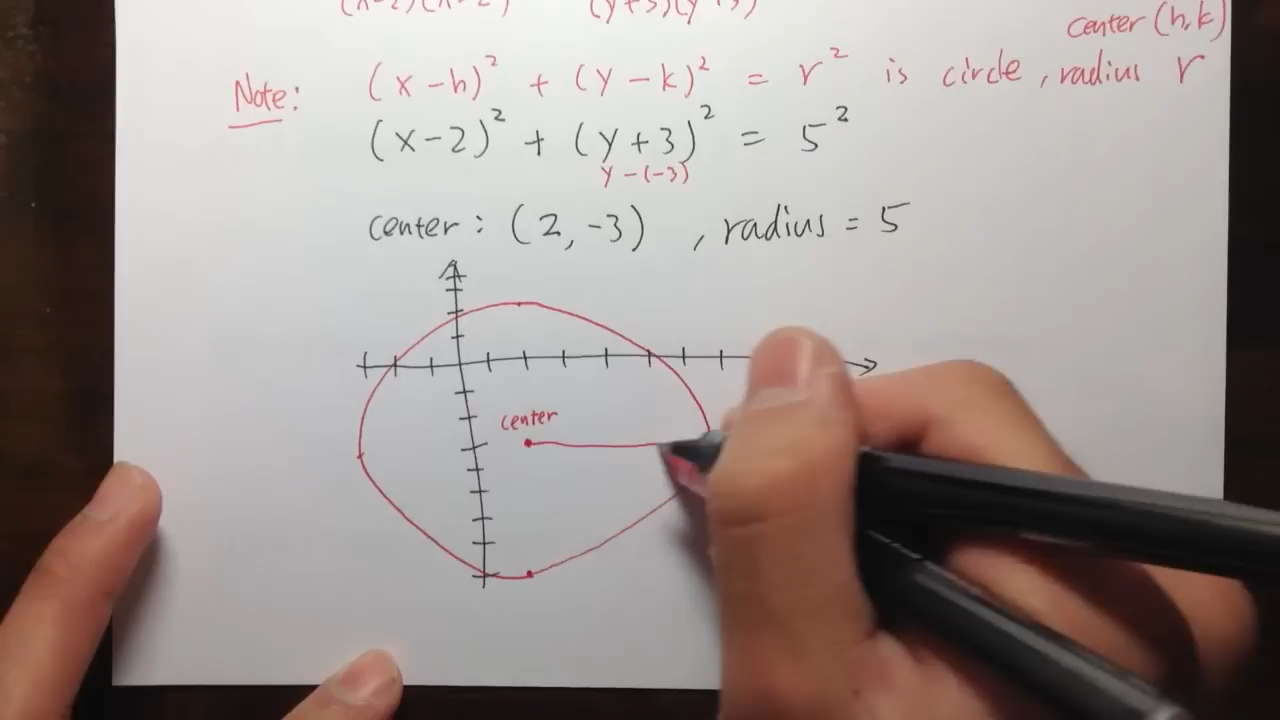 center (h,k)
Note: (x-h)² + (y-k)² = r² is circle, radius r
(x-2)² + (y+3)² = 5²
y-(-3)
center: (2,-3) , radius = 5
center